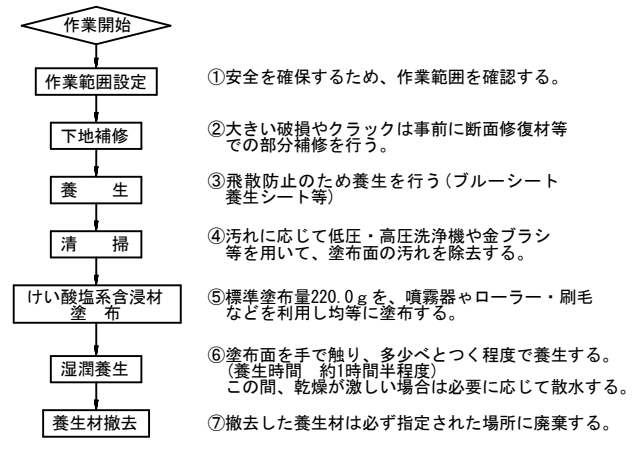 作業開始
作業範囲設定
①安全を確保するため、作業範囲を確認する。
下地補修
②大きい破損やクラックは事前に断面修復材等
での部分補修を行う。
養 生
③飛散防止のため養生を行う(ブルーシート
養生シート等)
清 掃
④汚れに応じて低圧・高圧洗浄機や金ブラシ
等を用いて、塗布面の汚れを除去する。
けい酸塩系含浸材
塗 布
⑤標準塗布量220.0gを、噴霧器ゃローラー・刷毛
などを利用し均等に塗布する。
湿潤養生
⑥塗布面を手で触り、多少べとつく程度で養生する。
(養生時間 約1時間半程度)
この間、乾燥が激しい場合は必要に応じて散水する。
養生材撤去
⑦撤去した養生材は必ず指定された場所に廃棄する。